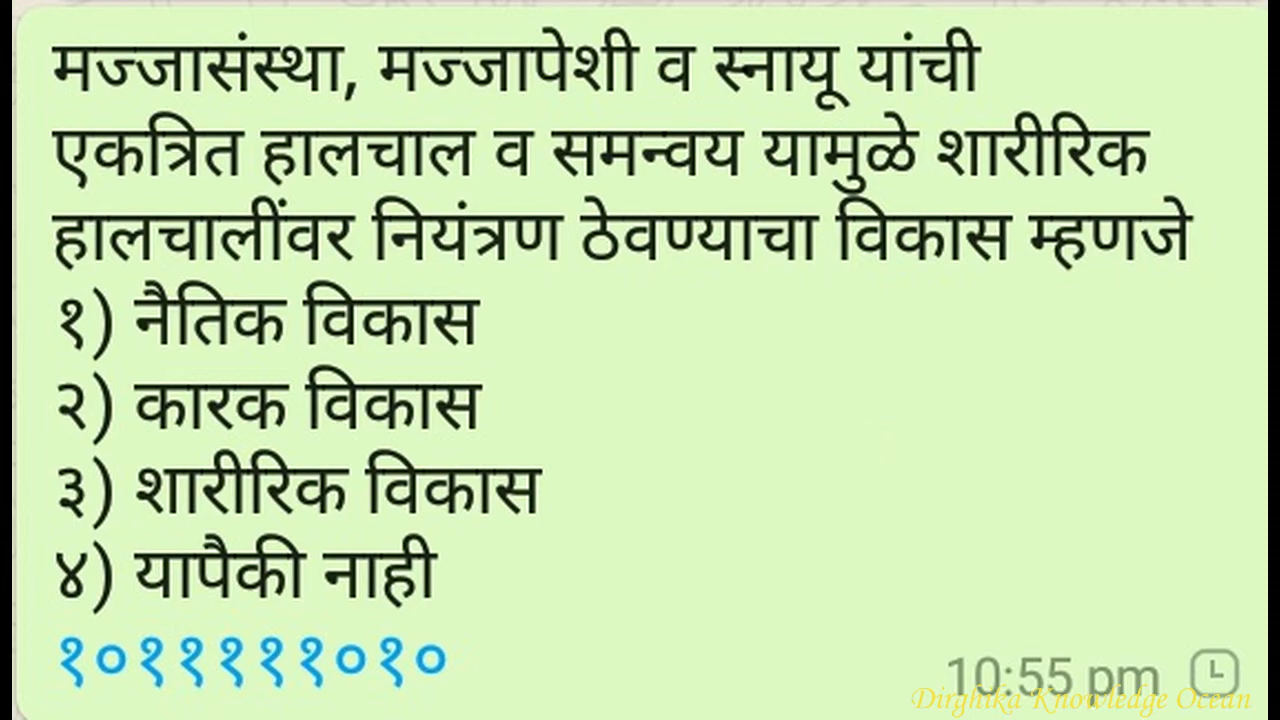 मज्जासंस्था, मज्जापेशी व स्नायू यांची
एकत्रित हालचाल व समन्वय यामुळे शारीरिक
हालचालींवर नियंत्रण ठेवण्याचा विकास म्हणजे
१) नैतिक विकास
२) कारक विकास
३) शारीरिक विकास
४) यापैकी नाही
१०१११११०१०
10:55 pm
Dirghika Knowledge Ocean